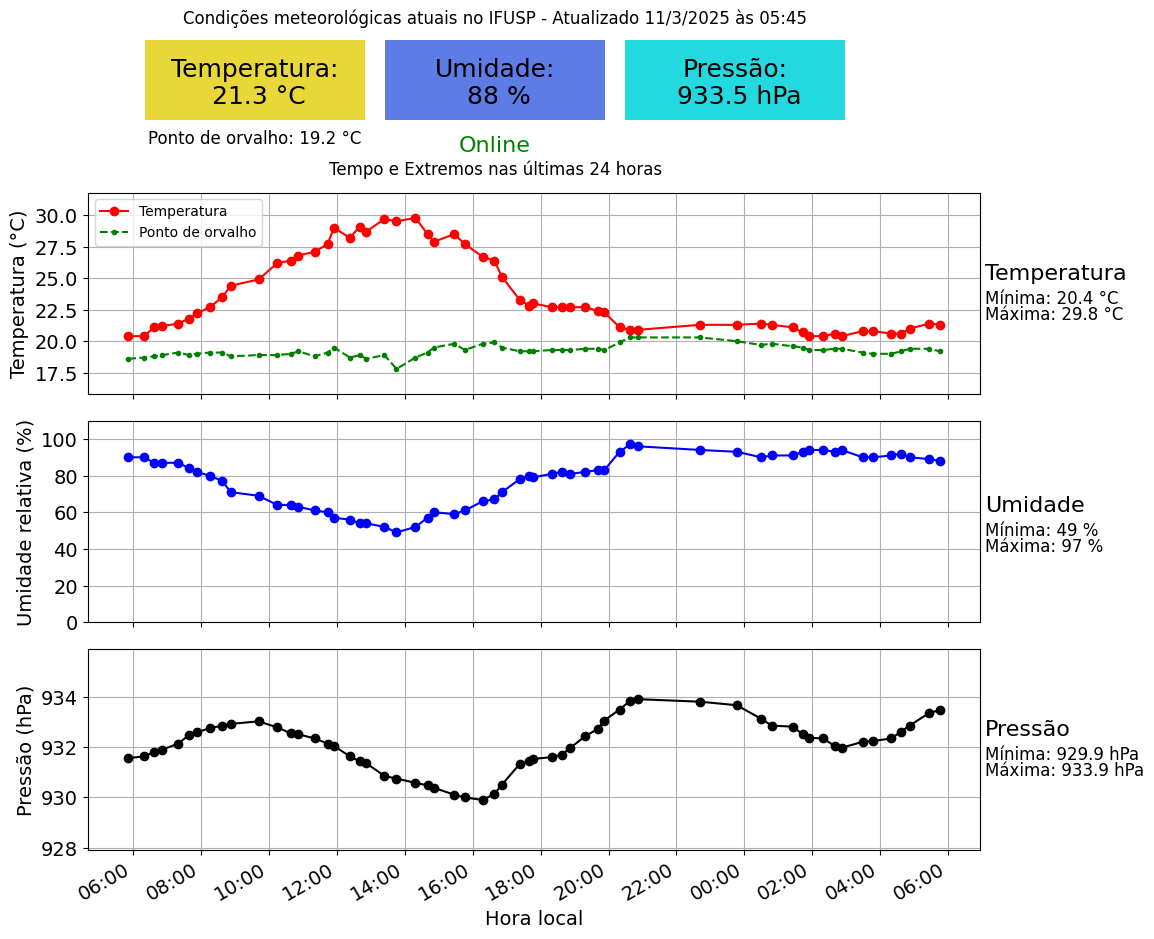 Condições meteorológicas atuais no IFUSP - Atualizado 11/3/2025 às 05:45
Temperatura:
21.3 °C
Umidade:
88 %
Pressão:
933.5 hPa
Ponto de orvalho: 19.2 °C
Online
Tempo e Extremos nas últimas 24 horas
Temperatura (°C)
30.0
27.5
25.0
22.5
20.0
17.5
Temperatura
Ponto de orvalho
Temperatura
Mínima: 20.4 °C
Máxima: 29.8 °C
Umidade relativa (%)
100
80
60
40
20
0
Umidade
Mínima: 49 %
Máxima: 97 %
Pressão (hPa)
934
932
930
928
Pressão
Mínima: 929.9 hPa
Máxima: 933.9 hPa
06:00 08:00 10:00 12:00 14:00 16:00 18:00 20:00 22:00 00:00 02:00 04:00 06:00
Hora local